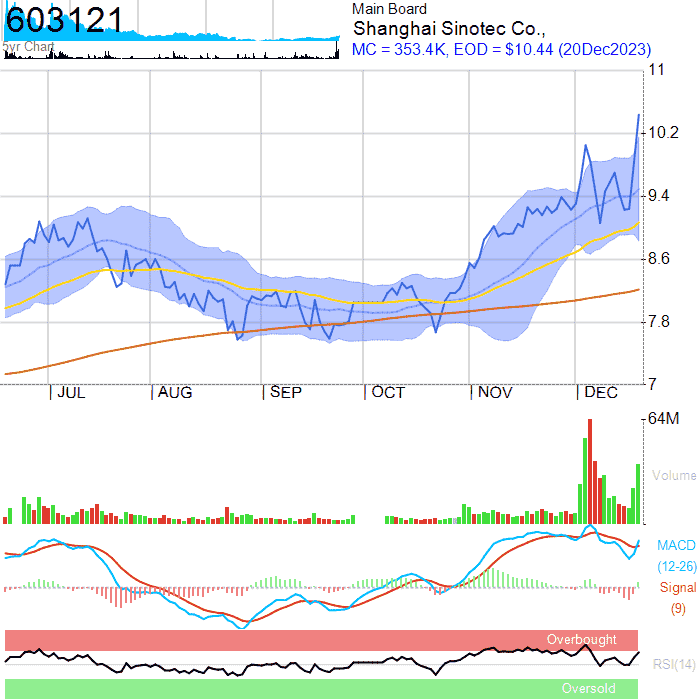 603121
5yr Chart
Main Board
Shanghai Sinotec Co.,
MC = 353.4K, EOD = $10.44 (20Dec2023)
11
10.2
9.4
8.6
7.8
7
| JUL | AUG | SEP | OCT | NOV | DEC
64M
Volume
MACD
(12-26)
Signal
(9)
Overbought
RSI(14)
Oversold